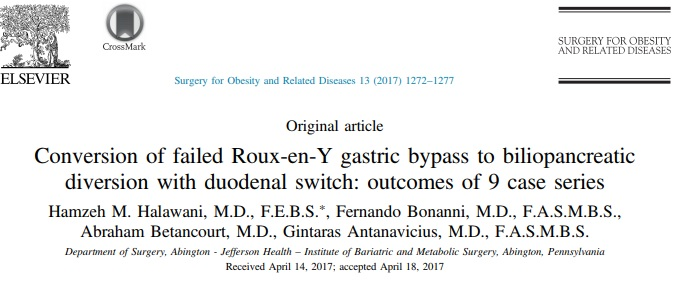 CrossMark
ELSEVIER
Surgery for Obesity and Related Diseases 13 (2017) 1272–1277
SURGERY FOR OBESITY
AND RELATED DISEASES
Original article
Conversion of failed Roux-en-Y gastric bypass to biliopancreatic
diversion with duodenal switch: outcomes of 9 case series
Hamzeh M. Halawani, M.D., F.E.B.S.*, Fernando Bonanni, M.D., F.A.S.M.B.S.,
Abraham Betancourt, M.D., Gintaras Antanavicius, M.D., F.A.S.M.B.S.
Department of Surgery, Abington - Jefferson Health – Institute of Bariatric and Metabolic Surgery, Abington, Pennsylvania
Received April 14, 2017; accepted April 18, 2017